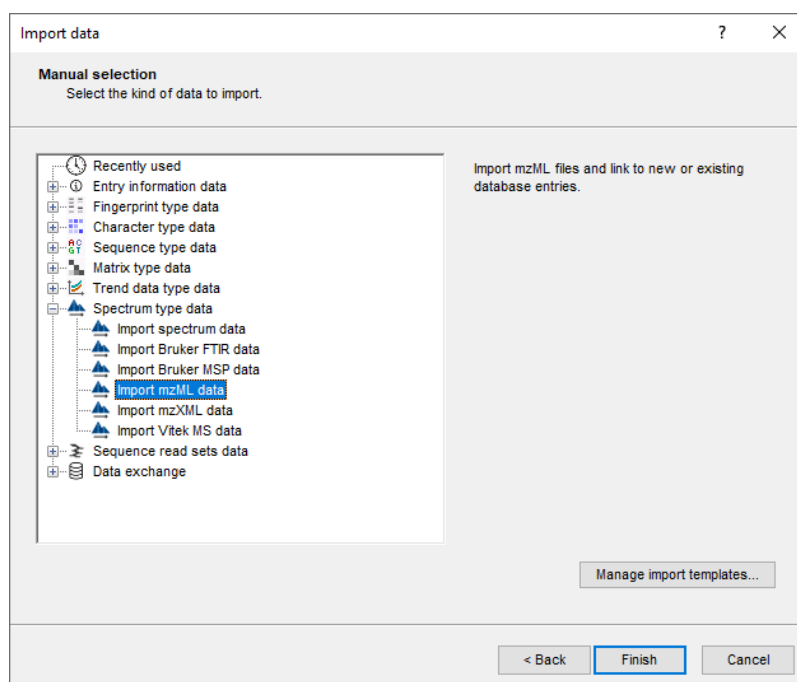 Import data
?
Manual selection
Select the kind of data to import.
Recently used
Entry information data
Fingerprint type data
Character type data
Sequence type data
Matrix type data
Trend data type data
Spectrum type data
Import spectrum data
Import Bruker FTIR data
Import Bruker MSP data
Import mzML data
Import mzXML data
Import Vitek MS data
Sequence read sets data
Data exchange
Import mzML files and link to new or existing
database entries.
Manage import templates...
< Back
Finish
Cancel